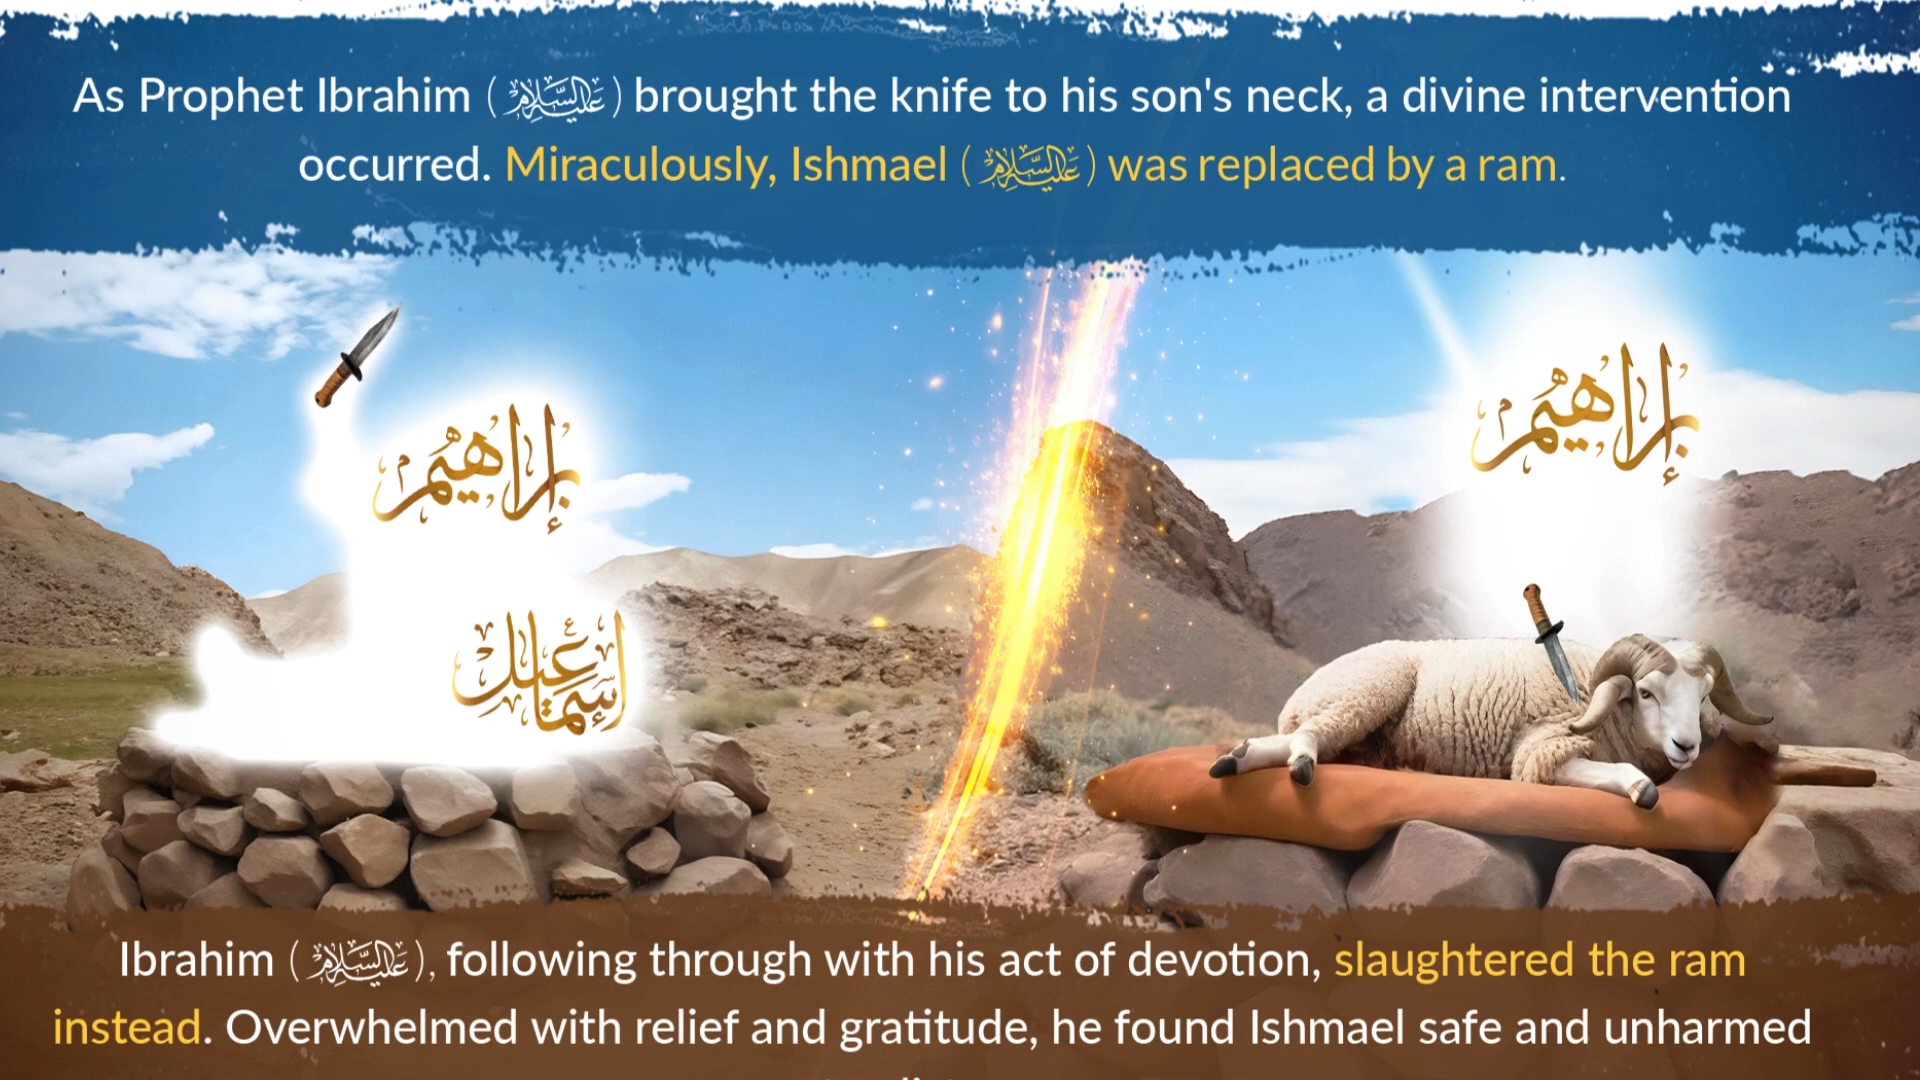 As Prophet Ibrahim (عليه السلام) brought the knife to his son's neck, a divine intervention
occurred. Miraculously, Ishmael (عليه السلام) was replaced by a ram.
إبراهيم
إبراهيم
إسماعيل
Ibrahim (عليه السلام), following through with his act of devotion, slaughtered the ram
instead. Overwhelmed with relief and gratitude, he found Ishmael safe and unharmed